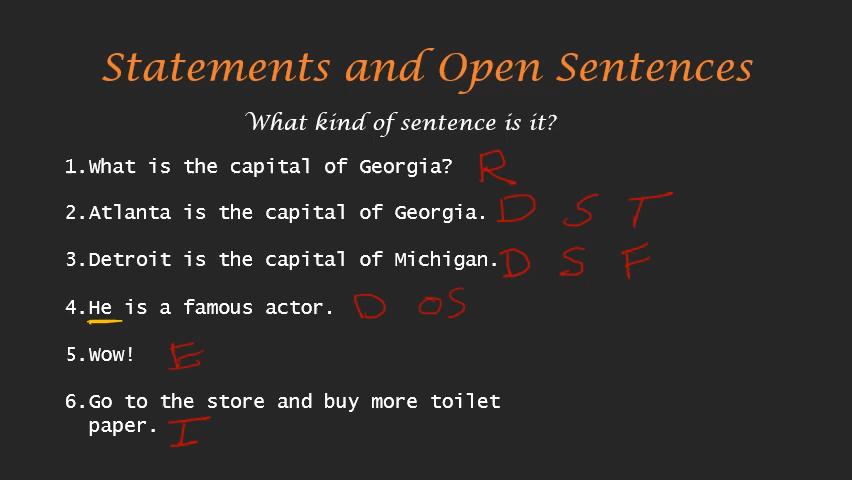 Statements and Open Sentences
What kind of sentence is it?
1.What is the capital of Georgia? R
2.Atlanta is the capital of Georgia. D S T
3.Detroit is the capital of Michigan. D S F
4.He is a famous actor. D OS
5.Wow! E
6.Go to the store and buy more toilet
paper. I